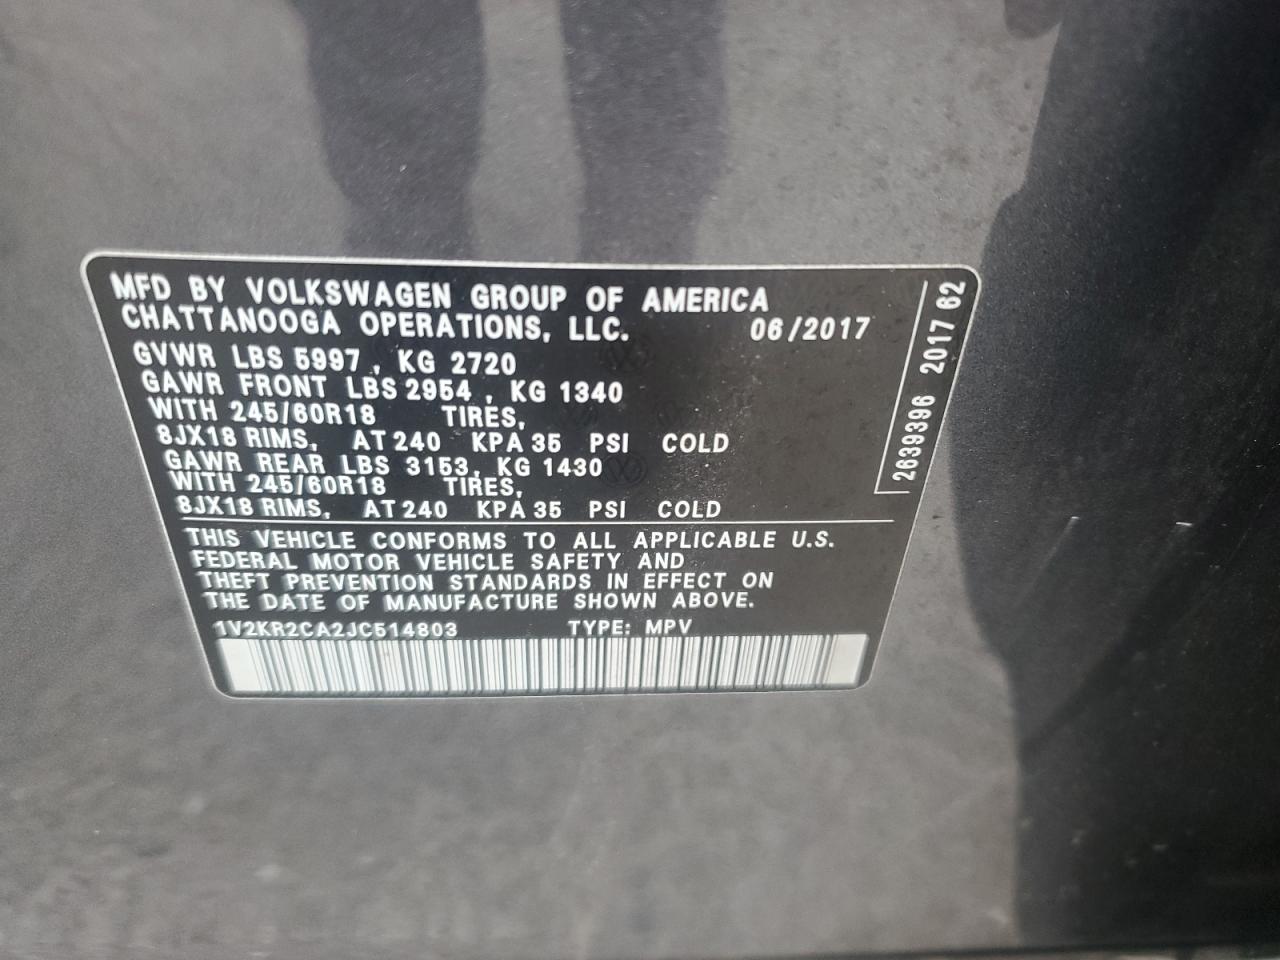 MFD BY VOLKSWAGEN GROUP OF AMERICA
CHATTANOOGA OPERATIONS, LLC. 06/2017
GVWR LBS 5997, KG 2720
GAWR FRONT LBS 2954, KG 1340
WITH 245/60R18 TIRES,
8JX18 RIMS, AT 240 KPA 35 PSI COLD
GAWR REAR LBS 3153, KG 1430
WITH 245/60R18 TIRES,
8JX18 RIMS, AT 240 KPA 35 PSI COLD
THIS VEHICLE CONFORMS TO ALL APPLICABLE U.S.
FEDERAL MOTOR VEHICLE SAFETY AND
THEFT PREVENTION STANDARDS IN EFFECT ON
THE DATE OF MANUFACTURE SHOWN ABOVE.
1V2KR2CA2JC514803 TYPE: MPV
2639396 2017 62